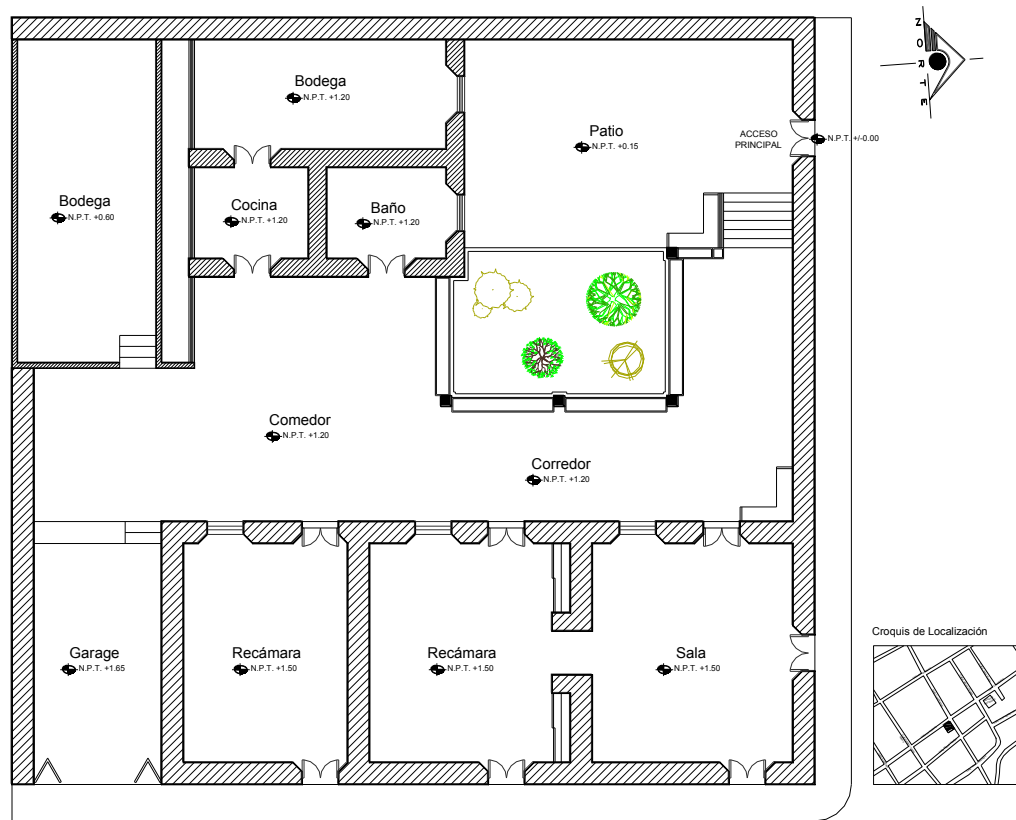 NORTE
Bodega
N.P.T. +1.20
Patio
N.P.T. +0.15
ACCESO
PRINCIPAL
N.P.T. +/-0.00
Bodega
N.P.T. +0.60
Cocina
N.P.T. +1.20
Baño
N.P.T. +1.20
Comedor
N.P.T. +1.20
Corredor
N.P.T. +1.20
Garage
N.P.T. +1.65
Recámara
N.P.T. +1.50
Recámara
N.P.T. +1.50
Sala
N.P.T. +1.50
Croquis de Localización